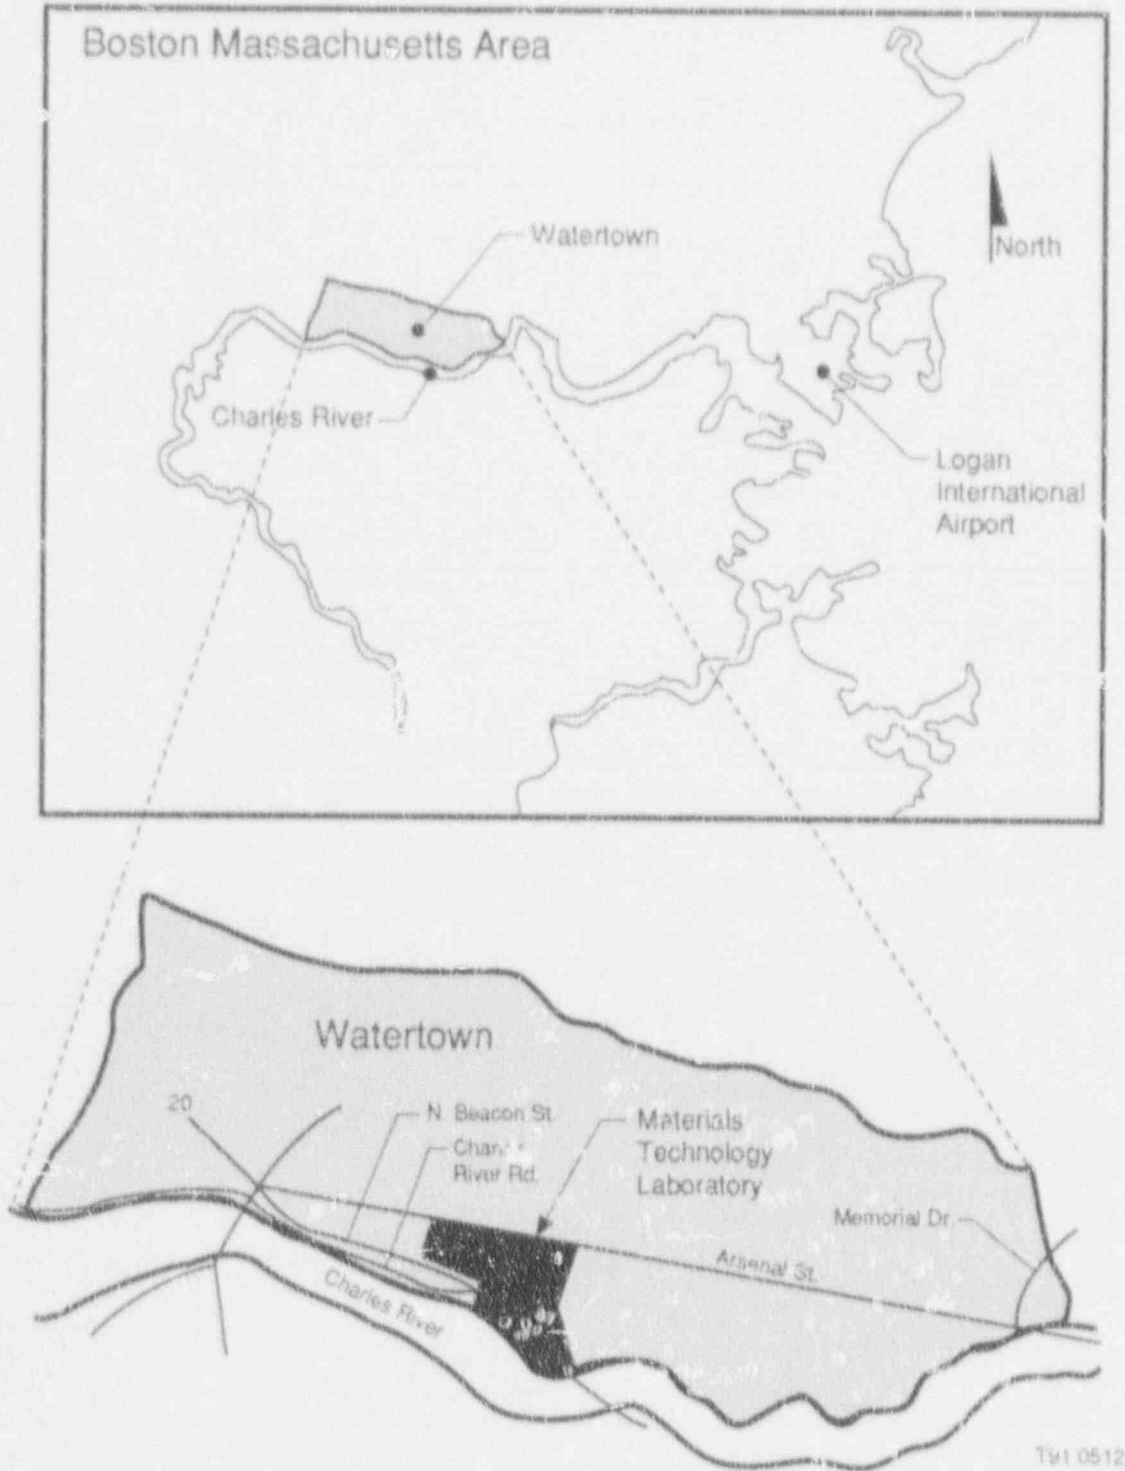 Boston Massachusetts Area
Watertown
North
Charles River
Logan
International
Airport
Watertown
20
N. Beacon St.
River Rd.
Materials
Technology
Laboratory
Memorial Dr.
Arsenal St.
Charles River
T91 0512